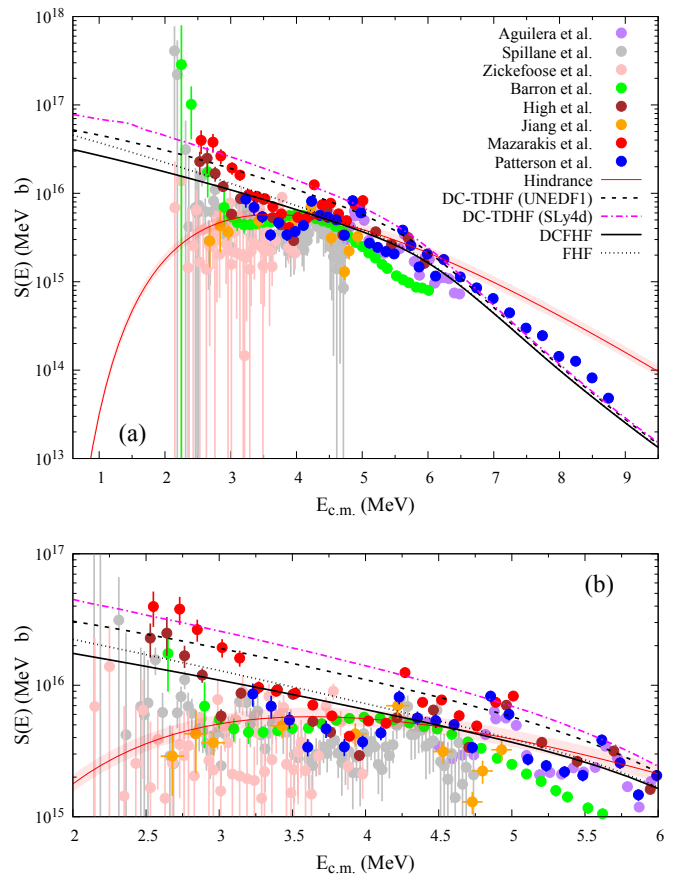 10^18
10^17
10^16
10^15
10^14
10^13
S(E) (MeV b)
Aguilera et al.
Spillane et al.
Zickefoose et al.
Barron et al.
High et al.
Jiang et al.
Mazarakis et al.
Patterson et al.
Hindrance
DC-TDHF (UNEDF1)
DC-TDHF (SLy4d)
DCFHF
FHF
(a)
1 2 3 4 5 6 7 8 9
E_c.m. (MeV)
10^17
10^16
10^15
S(E) (MeV b)
(b)
2 2.5 3 3.5 4 4.5 5 5.5 6
E_c.m. (MeV)